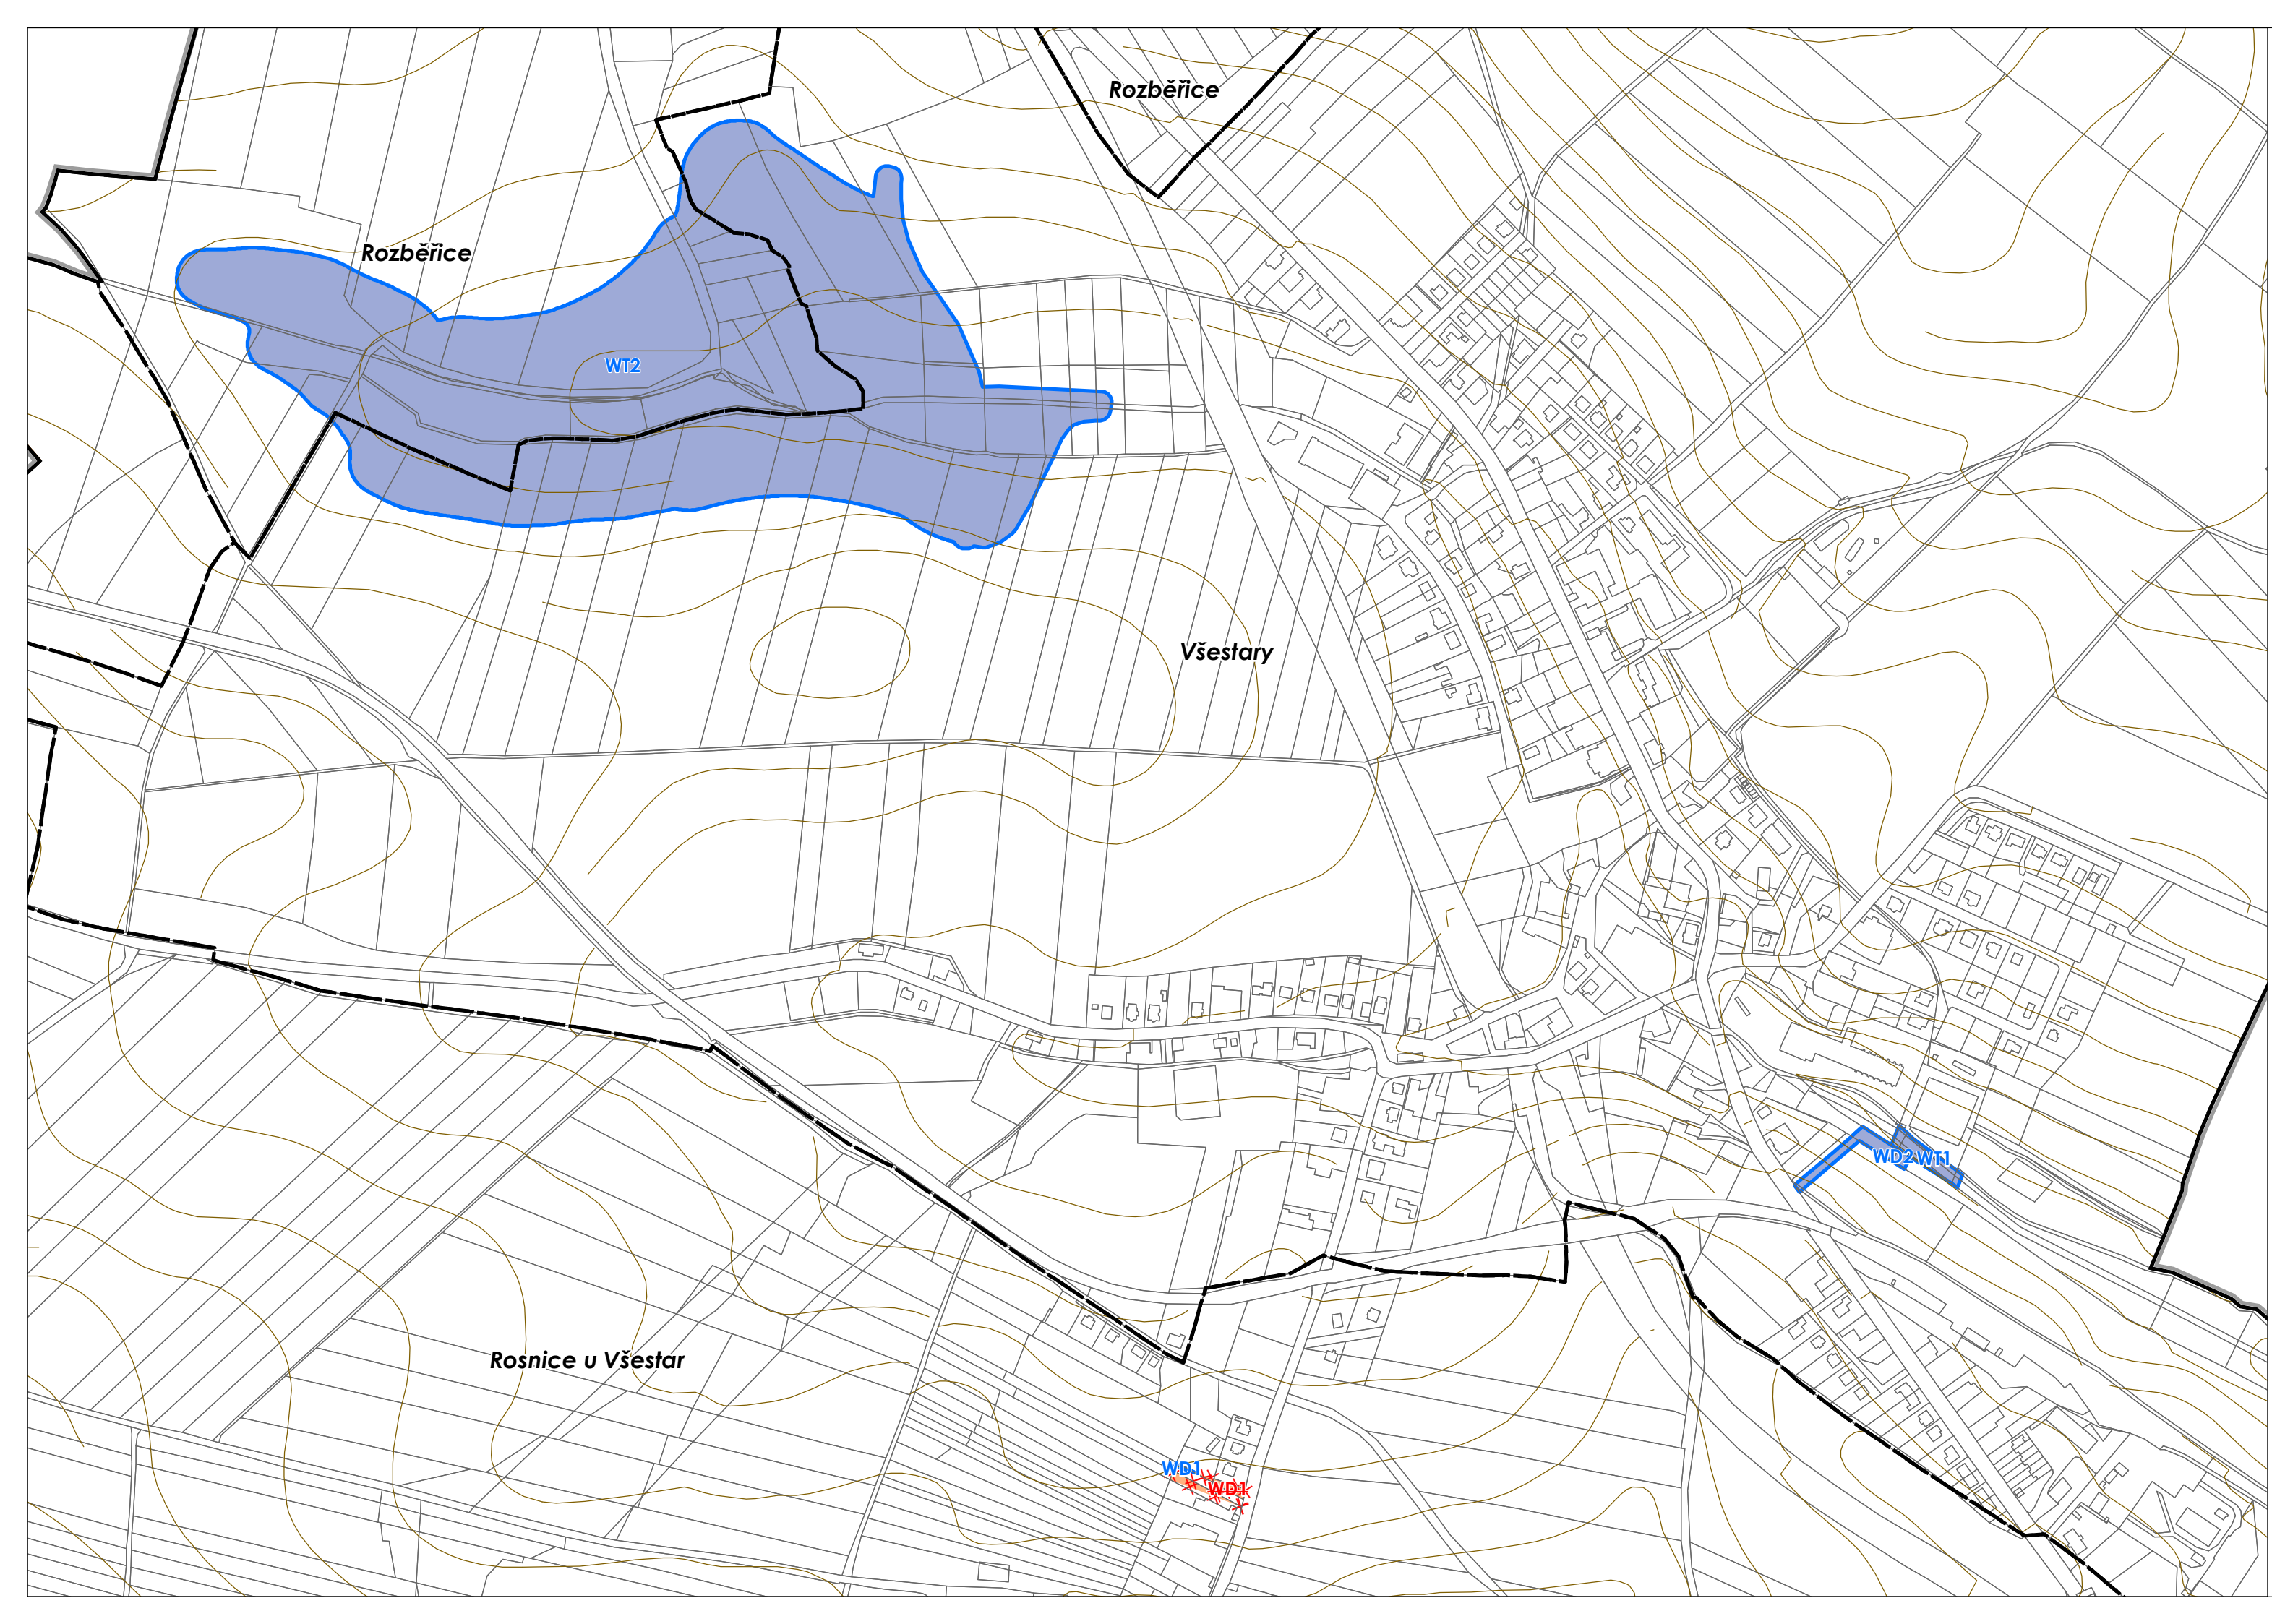 Rozběřice
Rozběřice
WT2
Všestary
WD2 WT1
Rosnice u Všestar
WD1
WD1